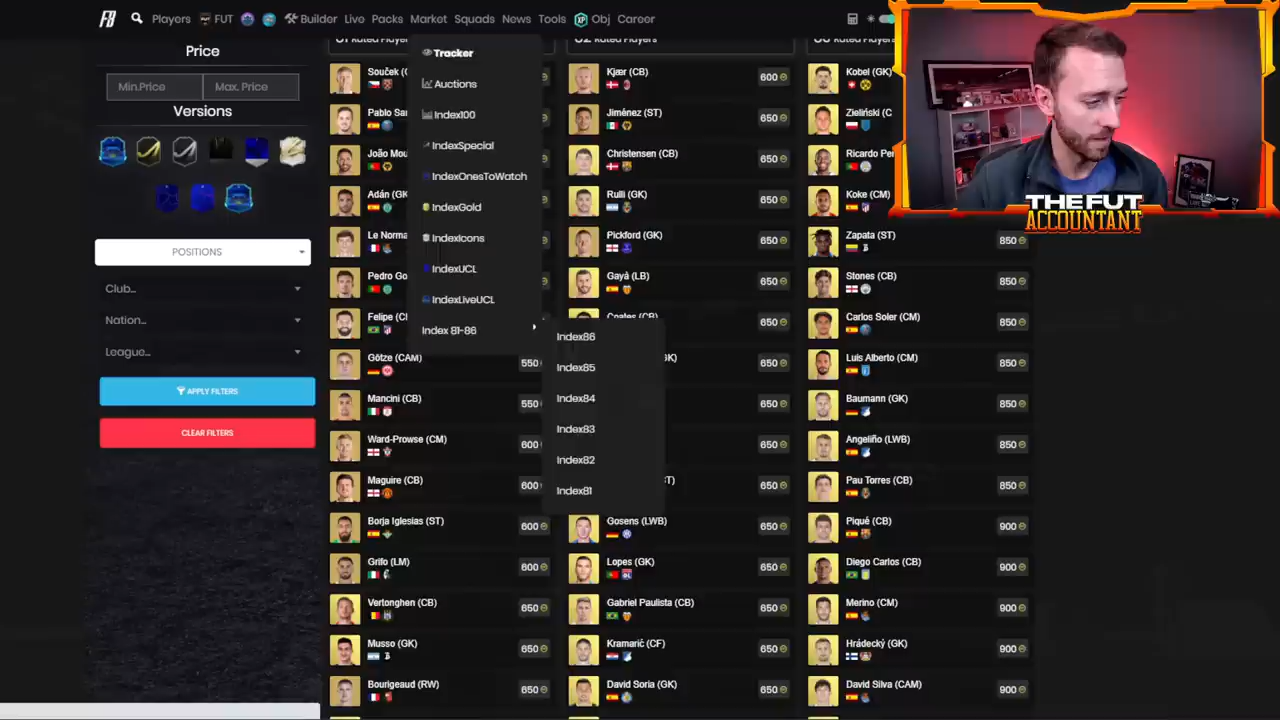 FB Players FUT Builder Live Packs Market Squads News Tools XP Obj Career
Price
Min.Price Max. Price
Versions
POSITIONS
Club...
Nation...
League...
APPLY FILTERS
CLEAR FILTERS
Tracker
Auctions
Index100
IndexSpecial
IndexOnesToWatch
IndexGold
IndexIcons
IndexUCL
IndexLiveUCL
Index 81-86
Index86
Index85
Index84
Index83
Index82
Index81
Souček
Pablo
João
Adán (GK
Le
Pedro
Felipe
Götze (CAM)
550
Mancini (CB)
550
Ward-Prowse (CM)
600
Maguire (CB)
600
Borja Iglesias (ST)
600
Grifo (LM)
600
Vertonghen (CB)
650
Musso (GK)
650
Bourigeaud (RW)
650
Rated Players
Kjær (CB)
600
Jiménez (ST)
650
Christensen (CB)
650
Rulli (GK)
650
Pickford (GK)
650
Gayà (LB)
650
Coates (CB)
650
650
650
650
650
Gosens (LWB)
650
Lopes (GK)
650
Gabriel Paulista (CB)
650
Kramarić (CF)
650
David Soria (GK)
650
Kobel (GK)
Zieliński
Ricardo
Koke (CM)
Zapata (ST)
850
Stones (CB)
850
Carlos Soler (CM)
850
Luis Alberto (CM)
850
Baumann (GK)
850
Angeliño (LWB)
850
Pau Torres (CB)
850
Piqué (CB)
900
Diego Carlos (CB)
900
Merino (CM)
900
Hrádecký (GK)
900
David Silva (CAM)
900
THE FUT
ACCOUNTANT